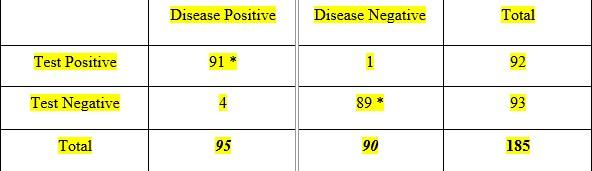 Disease Positive Disease Negative Total
Test Positive 91 * 1 92
Test Negative 4 89 * 93
Total 95 90 185